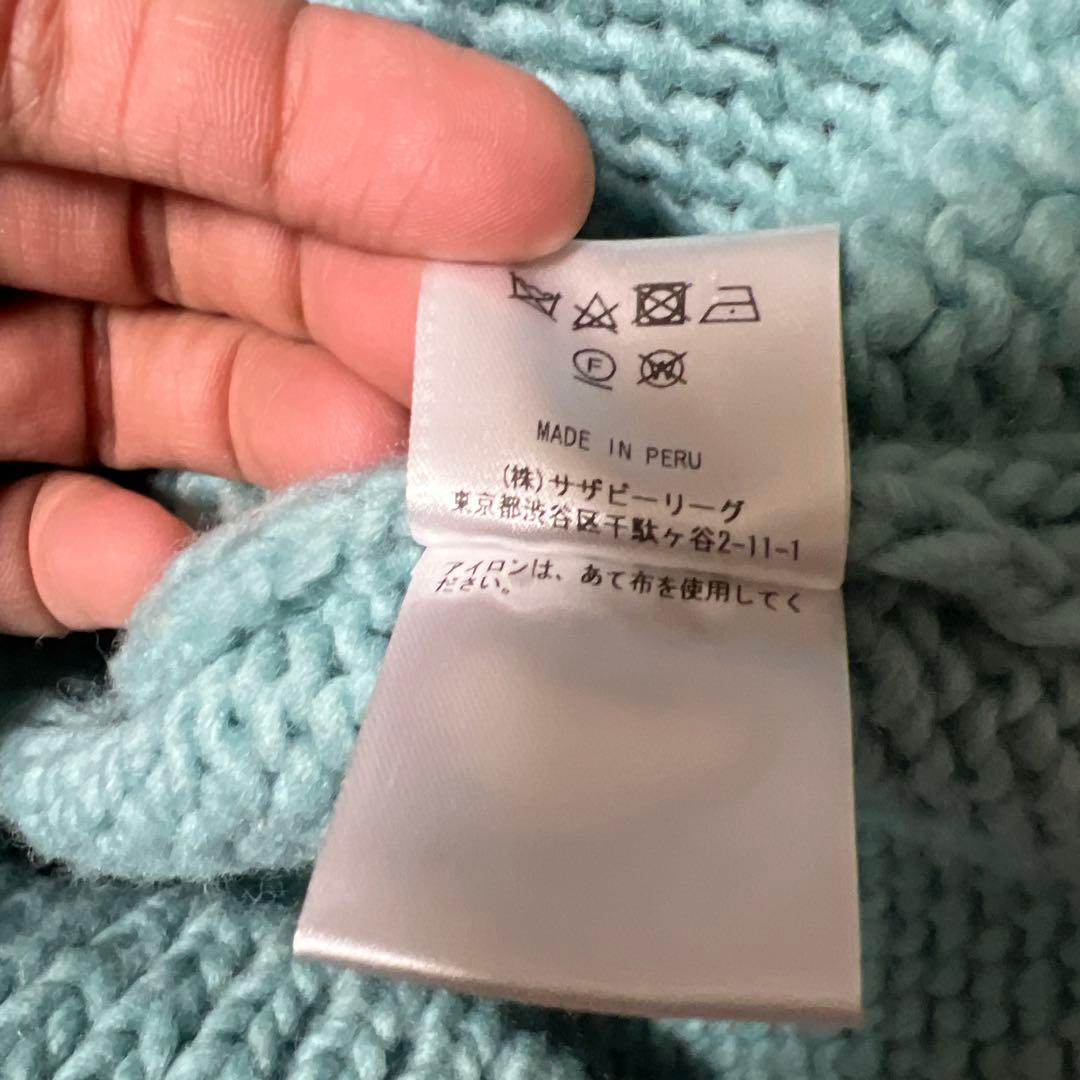 F
W
MADE IN PERU
(株)サザビーリーグ
東京都渋谷区千駄ケ谷2-11-1
アイロンは、あて布を使用してく
ださい。